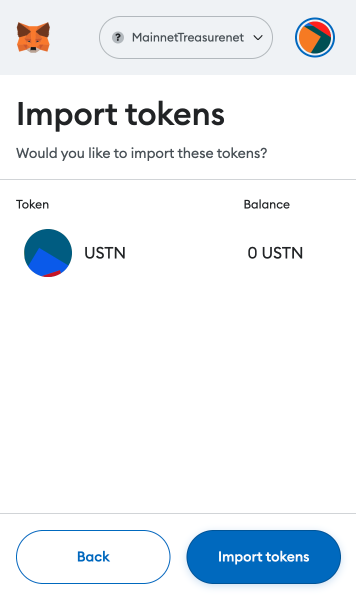 ? MainnetTreasurenet
Import tokens
Would you like to import these tokens?
Token Balance
USTN 0 USTN
Back Import tokens